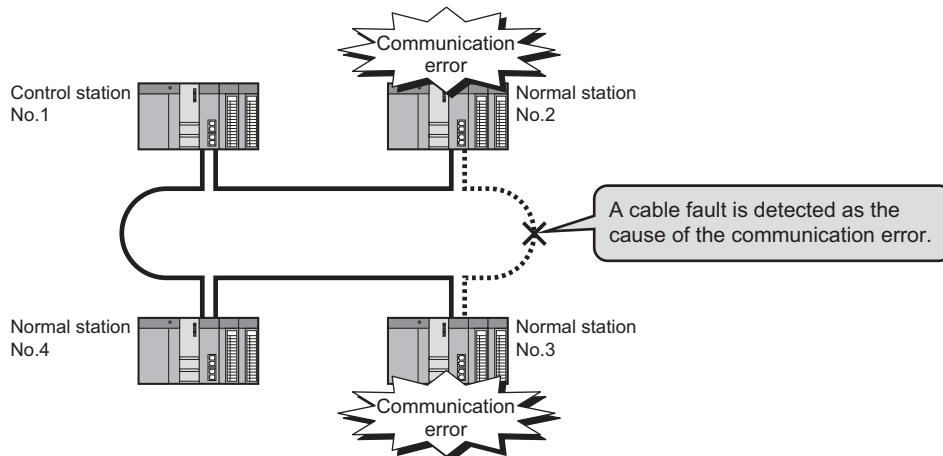 Communication
error
Control station
No.1
Normal station
No.2
A cable fault is detected as the
cause of the communication error.
Normal station
No.4
Normal station
No.3
Communication
error